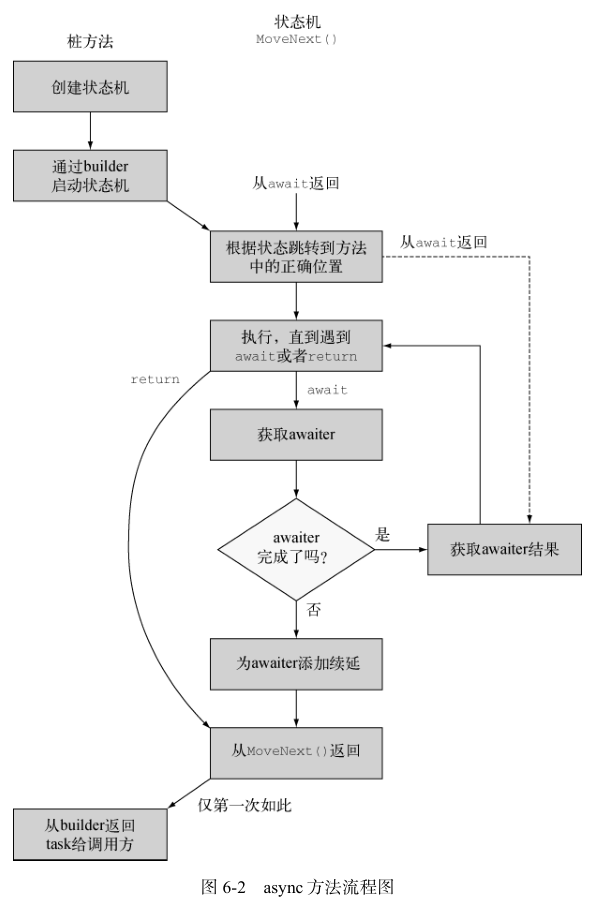 状态机
MoveNext()
桩方法
创建状态机
通过builder
启动状态机
从await返回
根据状态跳转到方法
中的正确位置
从await返回
执行，直到遇到
await或者return
return
await
获取awaiter
awaiter
完成了吗？
是
获取awaiter结果
否
为awaiter添加续延
从MoveNext()返回
仅第一次如此
从builder返回
task给调用方
图 6-2 async 方法流程图